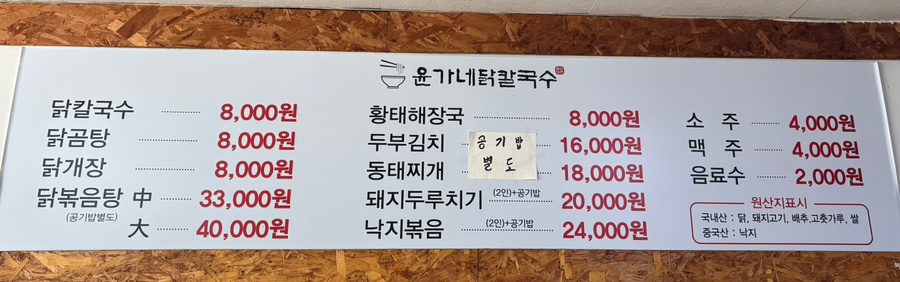 윤가네닭칼국수
닭칼국수 8,000원
닭곰탕 8,000원
닭개장 8,000원
닭볶음탕 中 33,000원
(공기밥별도)
大 40,000원
황태해장국 8,000원
두부김치 16,000원
공기밥
별도
동태찌개 18,000원
돼지두루치기 (2인)+공기밥 20,000원
낙지볶음 (2인)+공기밥 24,000원
소 주 4,000원
맥 주 4,000원
음료수 2,000원
원산지표시
국내산 : 닭, 돼지고기, 배추,고춧가루, 쌀
중국산 : 낙지